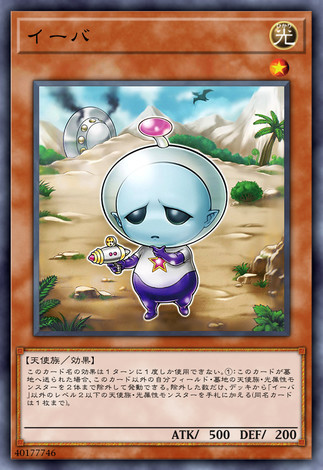 イーバ
光
【天使族／効果】
このカード名の効果は１ターンに１度しか使用できない。①：このカードが墓
地へ送られた場合、このカード以外の自分フィールド・墓地の天使族・光属性モ
ンスターを２体まで除外して発動できる。除外した数だけ、デッキから「イー
バ」以外のレベル２以下の天使族・光属性モンスターを手札に加える（同名カー
ドは１枚まで）。
ATK/ 500 DEF/ 200
40177746